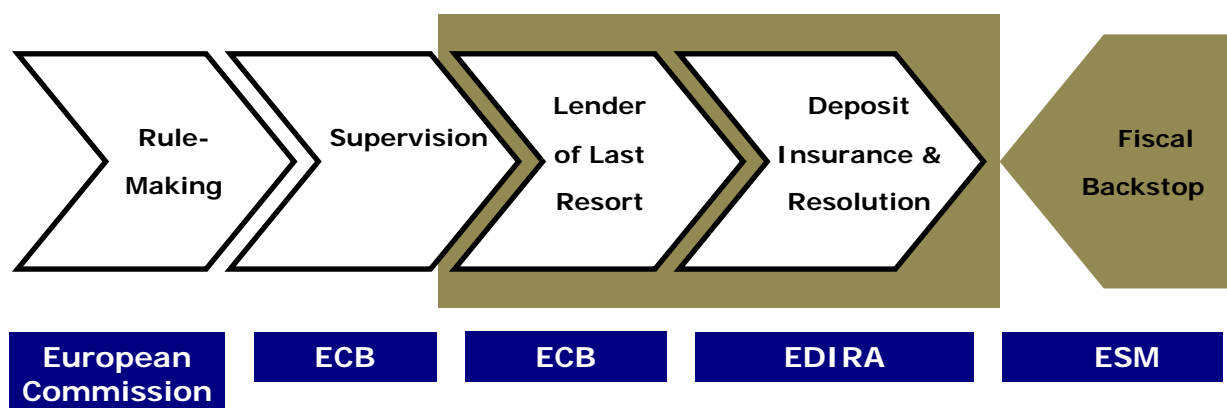 Rule-
Making
Supervision
Lender
of Last
Resort
Deposit
Insurance &
Resolution
Fiscal
Backstop
European
Commission
ECB
ECB
EDIRA
ESM